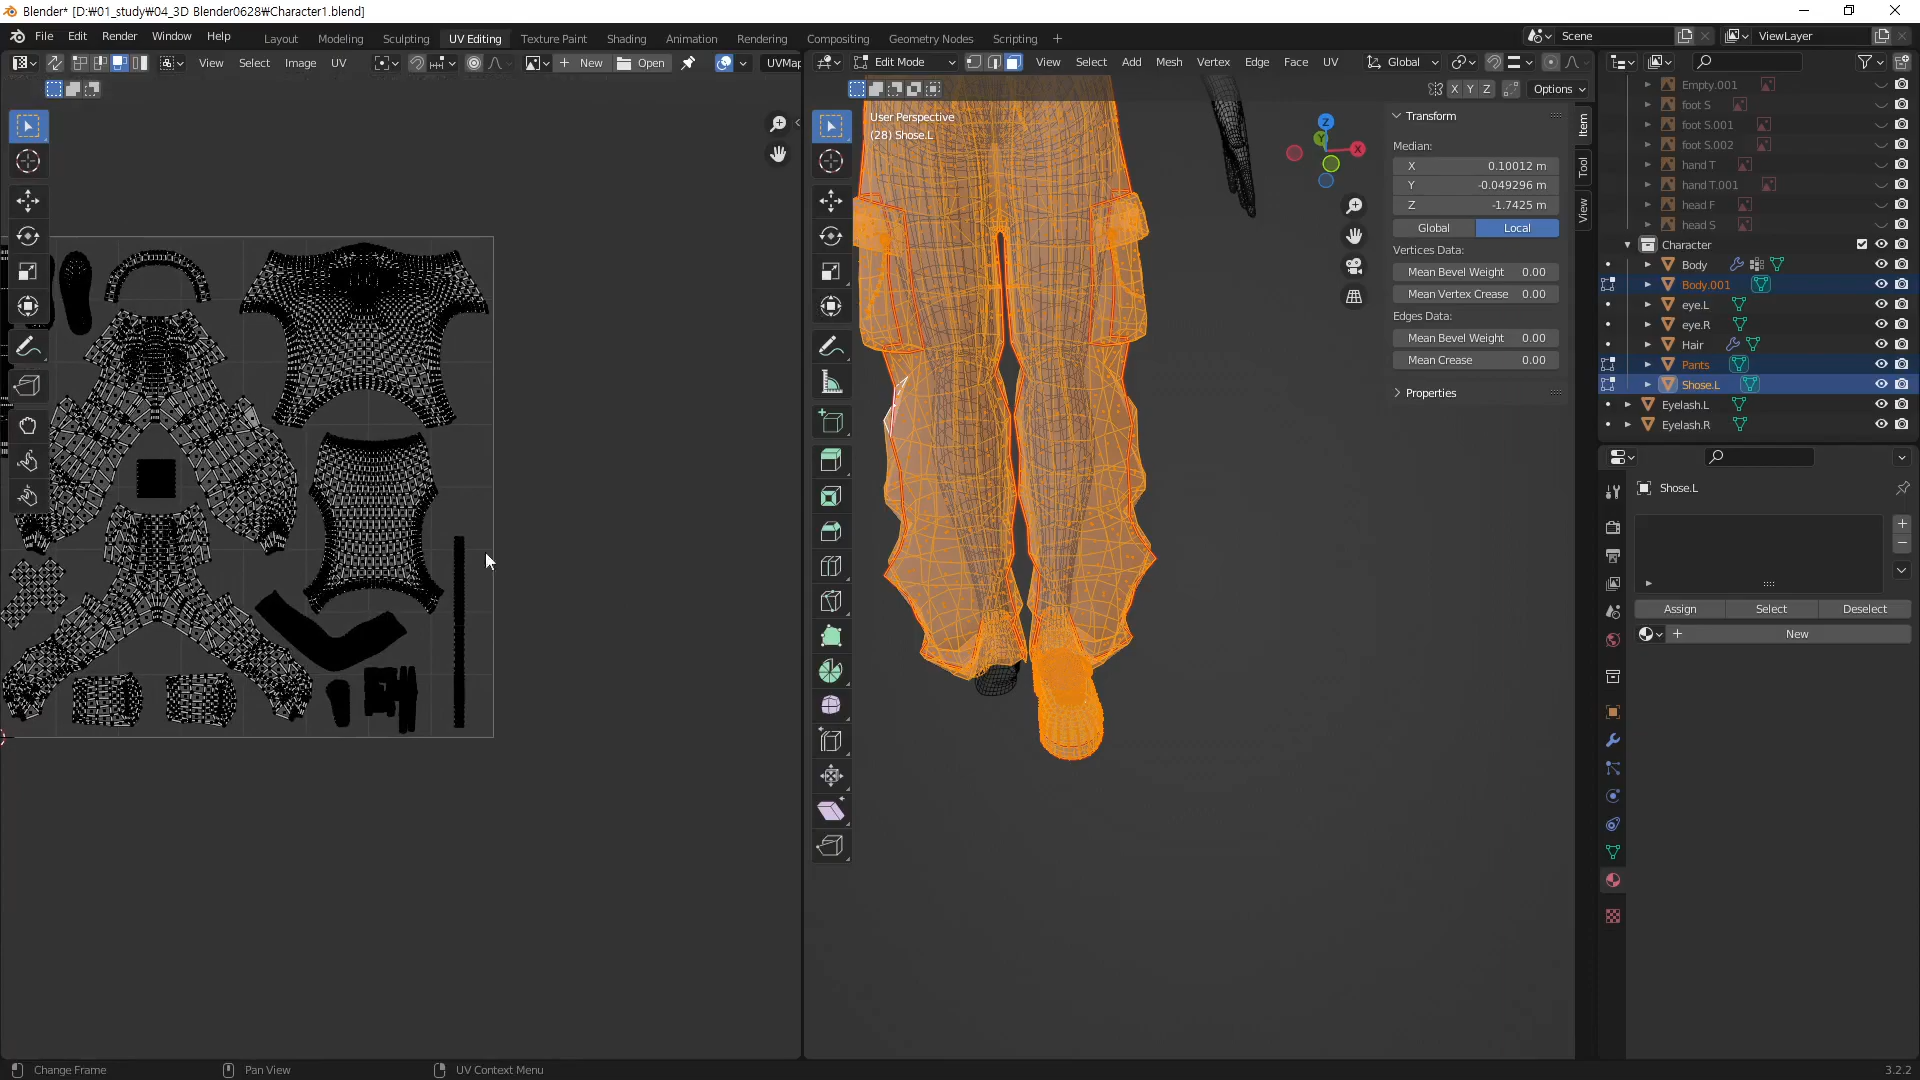 Blender* [D:₩01_study₩04_3D Blender0628₩Character1.blend]
File Edit Render Window Help Layout Modeling Sculpting UV Editing Texture Paint Shading Animation Rendering Compositing Geometry Nodes Scripting + Scene ViewLayer
View Select Image UV New Open UVMap
Edit Mode View Select Add Mesh Vertex Edge Face UV Global
X Y Z Options
User Perspective
(28) Shose.L
Z
X
Y
Transform
Median:
X 0.10012 m
Y -0.049296 m
Z -1.7425 m
Global Local
Vertices Data:
Mean Bevel Weight 0.00
Mean Vertex Crease 0.00
Edges Data:
Mean Bevel Weight 0.00
Mean Crease 0.00
Properties
Item
Tool
View
Empty.001
foot S
foot S.001
foot S.002
hand T
hand T.001
head F
head S
Character
Body
Body.001
eye.L
eye.R
Hair
Pants
Shose.L
Eyelash.L
Eyelash.R
Shose.L
Assign Select Deselect
New
Change Frame Pan View UV Context Menu 3.2.2